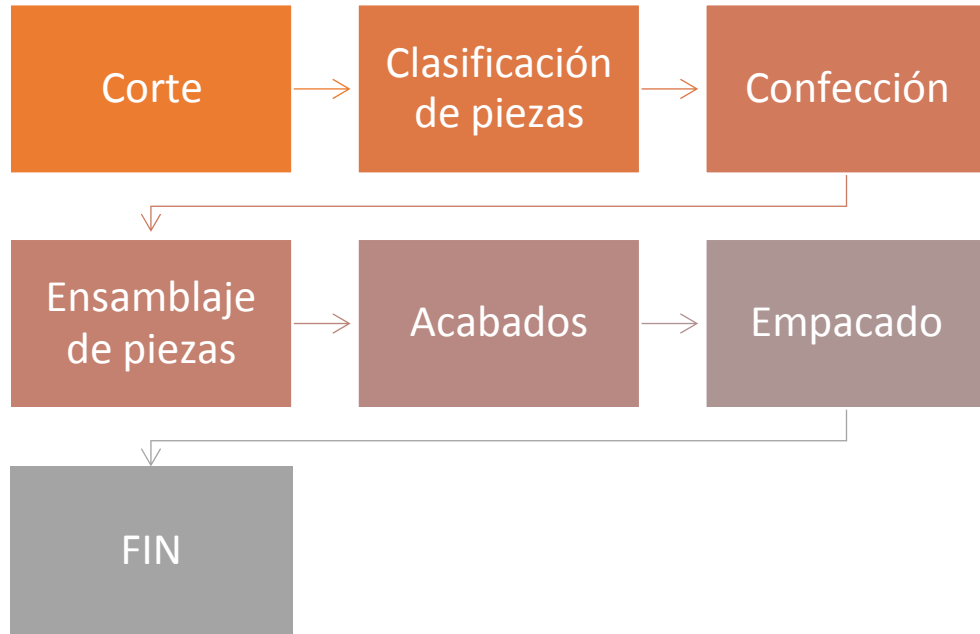 Corte
Clasificación
de piezas
Confección
Ensamblaje
de piezas
Acabados
Empacado
FIN